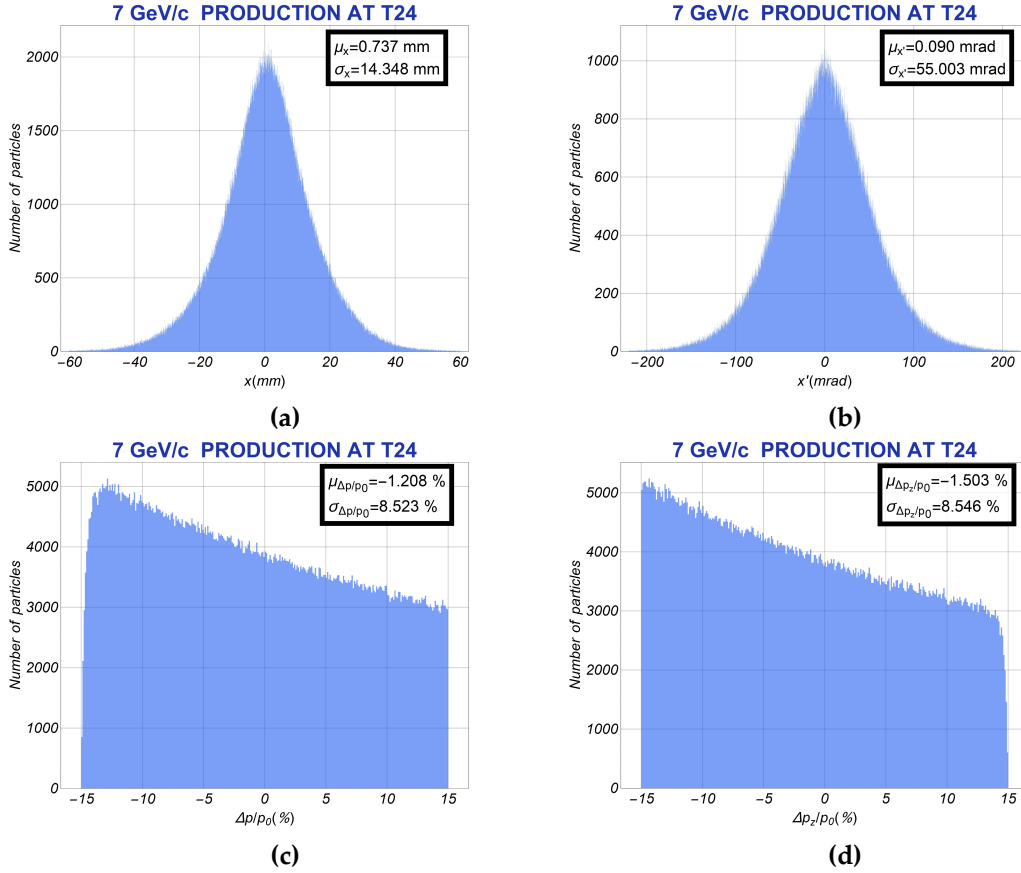 7 GeV/c PRODUCTION AT T24
μx=0.737 mm
σx=14.348 mm
Number of particles
2000
1500
1000
500
0
−60 −40 −20 0 20 40 60
x(mm)
(a)
7 GeV/c PRODUCTION AT T24
μx'=0.090 mrad
σx'=55.003 mrad
Number of particles
1000
800
600
400
200
0
−200 −100 0 100 200
x'(mrad)
(b)
7 GeV/c PRODUCTION AT T24
μΔp/p0=−1.208 %
σΔp/p0=8.523 %
Number of particles
5000
4000
3000
2000
1000
0
−15 −10 −5 0 5 10 15
Δp/p0(%)
(c)
7 GeV/c PRODUCTION AT T24
μΔpz/p0=−1.503 %
σΔpz/p0=8.546 %
Number of particles
5000
4000
3000
2000
1000
0
−15 −10 −5 0 5 10 15
Δpz/p0(%)
(d)